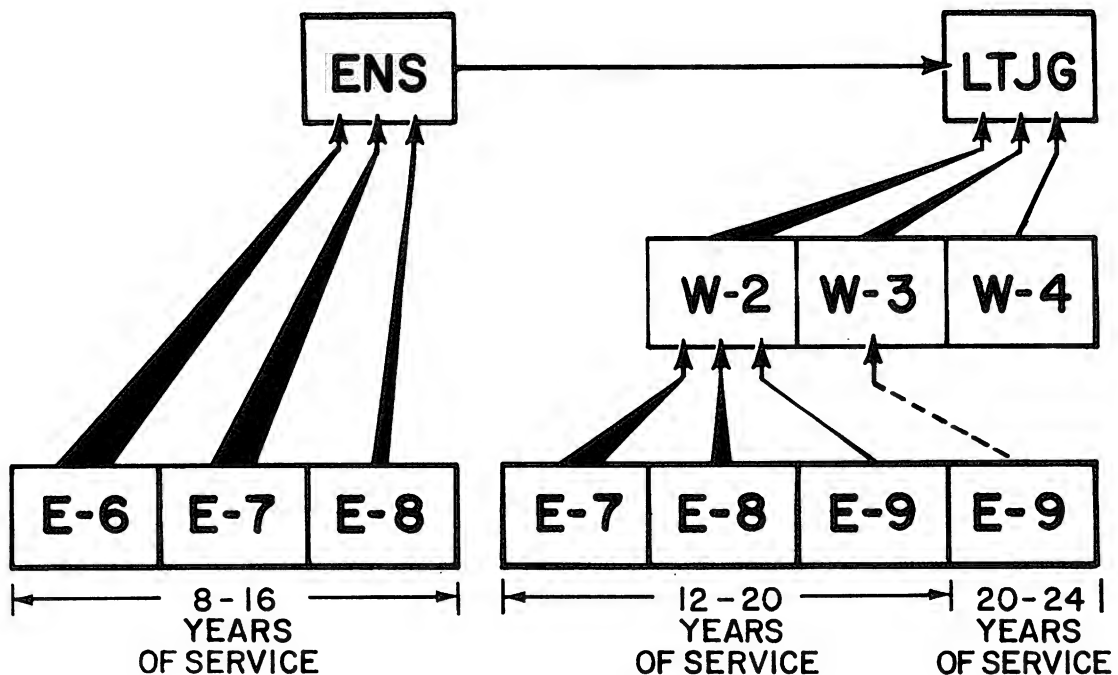 ENS
LTJG
W-2
W-3
W-4
E-6
E-7
E-8
E-7
E-8
E-9
E-9
8-16
YEARS
OF SERVICE
12-20
YEARS
OF SERVICE
20-24
YEARS
OF SERVICE